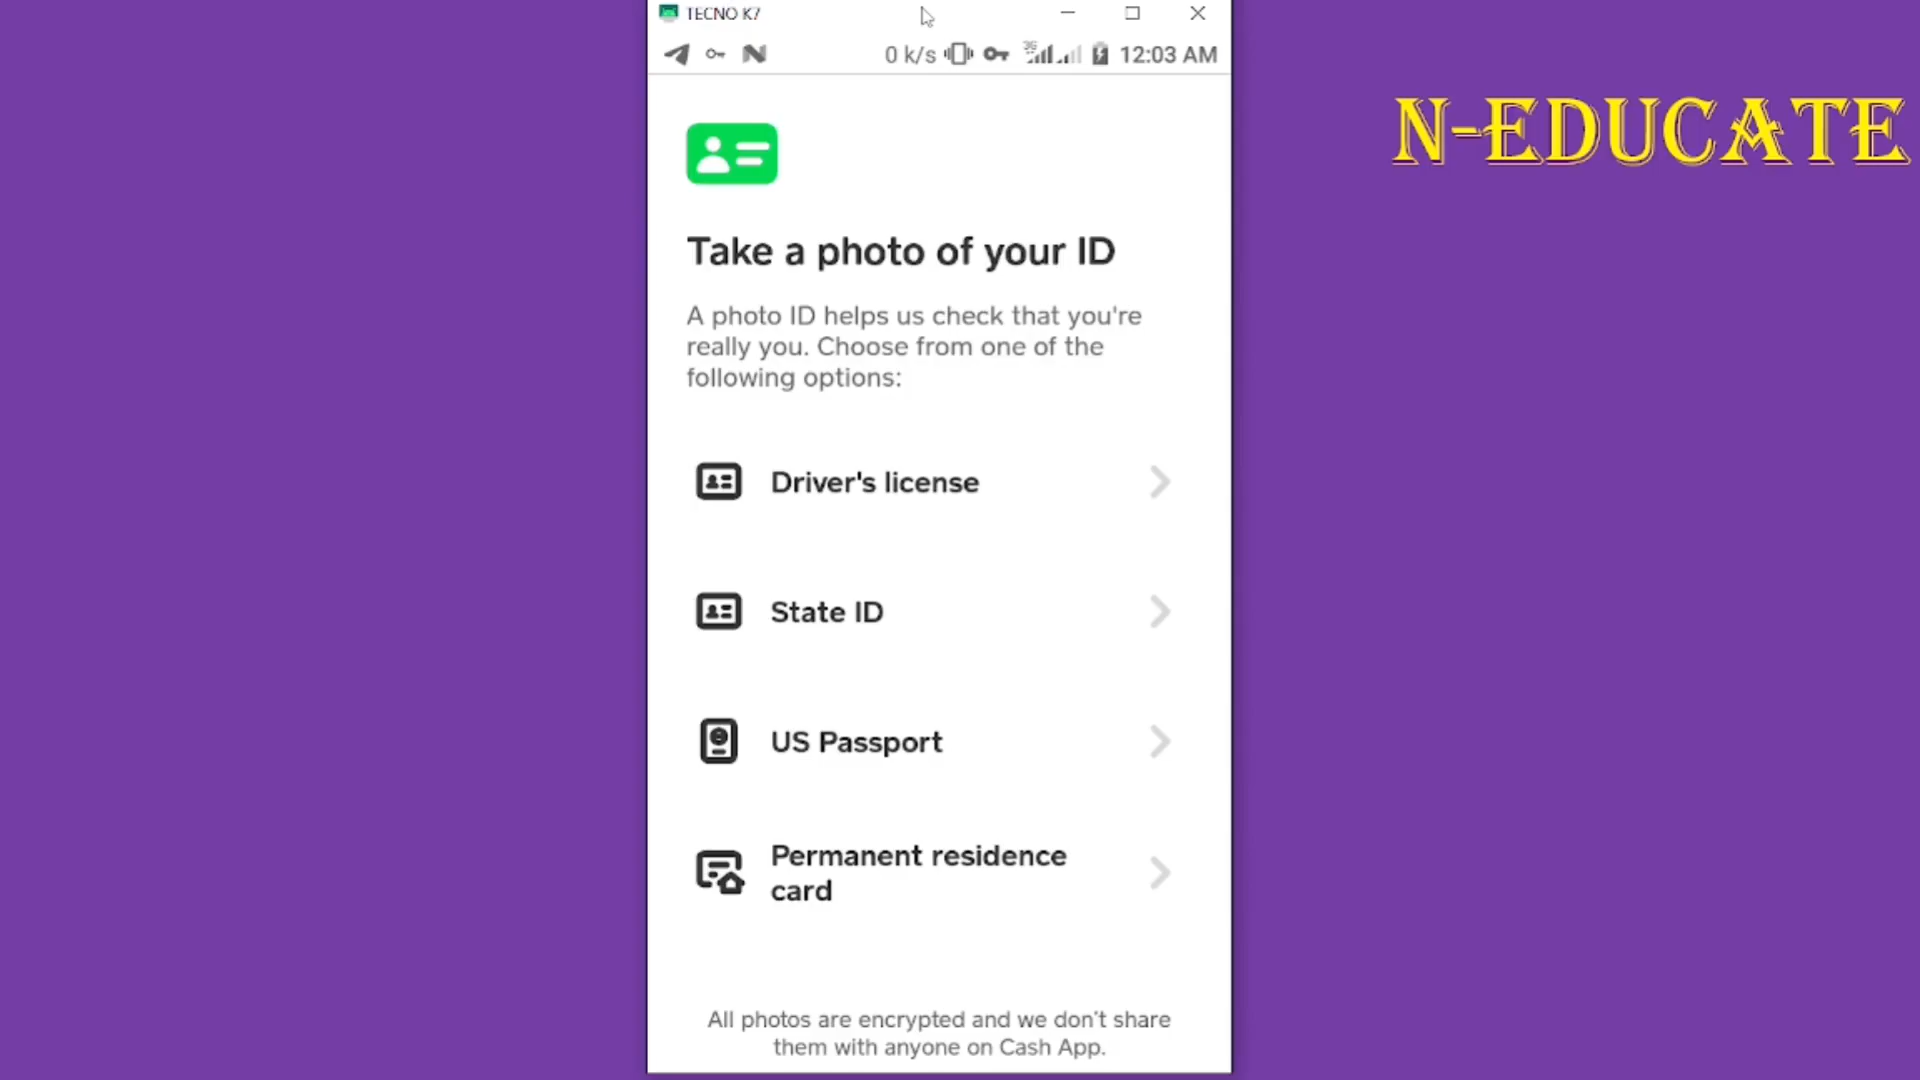 TECNO K7
0 k/s 3G 12:03 AM
N-EDUCATE
Take a photo of your ID
A photo ID helps us check that you're
really you. Choose from one of the
following options:
Driver's license
State ID
US Passport
Permanent residence
card
All photos are encrypted and we don't share
them with anyone on Cash App.